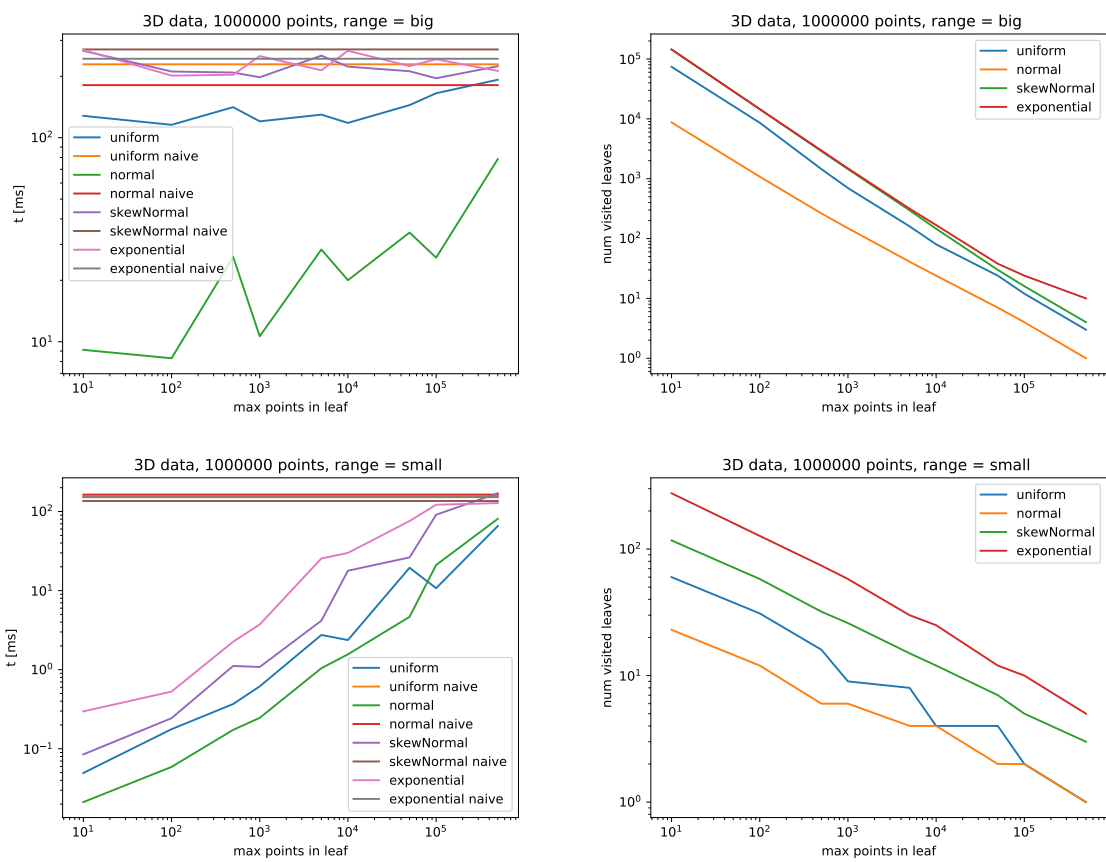 3D data, 1000000 points, range = big
t [ms]
10²
10¹
uniform
uniform naive
normal
normal naive
skewNormal
skewNormal naive
exponential
exponential naive
10¹ 10² 10³ 10⁴ 10⁵
max points in leaf
3D data, 1000000 points, range = big
num visited leaves
10⁵
10⁴
10³
10²
10¹
10⁰
uniform
normal
skewNormal
exponential
10¹ 10² 10³ 10⁴ 10⁵
max points in leaf
3D data, 1000000 points, range = small
t [ms]
10²
10¹
10⁰
10⁻¹
uniform
uniform naive
normal
normal naive
skewNormal
skewNormal naive
exponential
exponential naive
10¹ 10² 10³ 10⁴ 10⁵
max points in leaf
3D data, 1000000 points, range = small
num visited leaves
10²
10¹
10⁰
uniform
normal
skewNormal
exponential
10¹ 10² 10³ 10⁴ 10⁵
max points in leaf